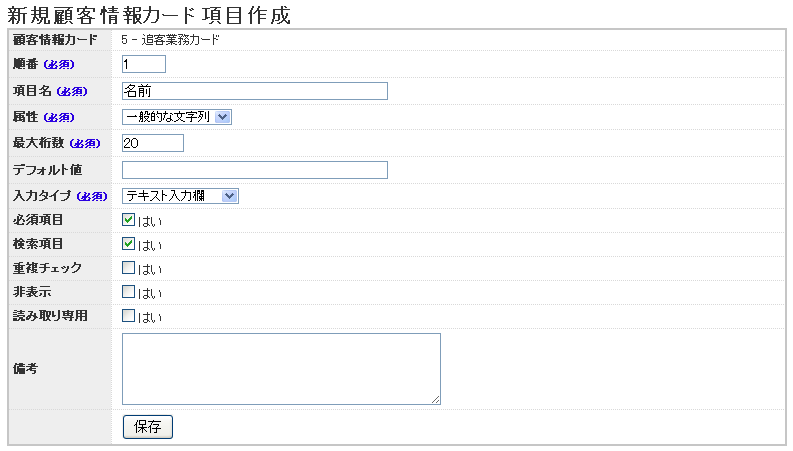 新規顧客情報カード項目作成
顧客情報カード 5 - 追客業務カード
順番 (必須) 1
項目名 (必須) 名前
属性 (必須) 一般的な文字列
最大桁数 (必須) 20
デフォルト値
入力タイプ (必須) テキスト入力欄
必須項目 はい
検索項目 はい
重複チェック はい
非表示 はい
読み取り専用 はい
備考
保存